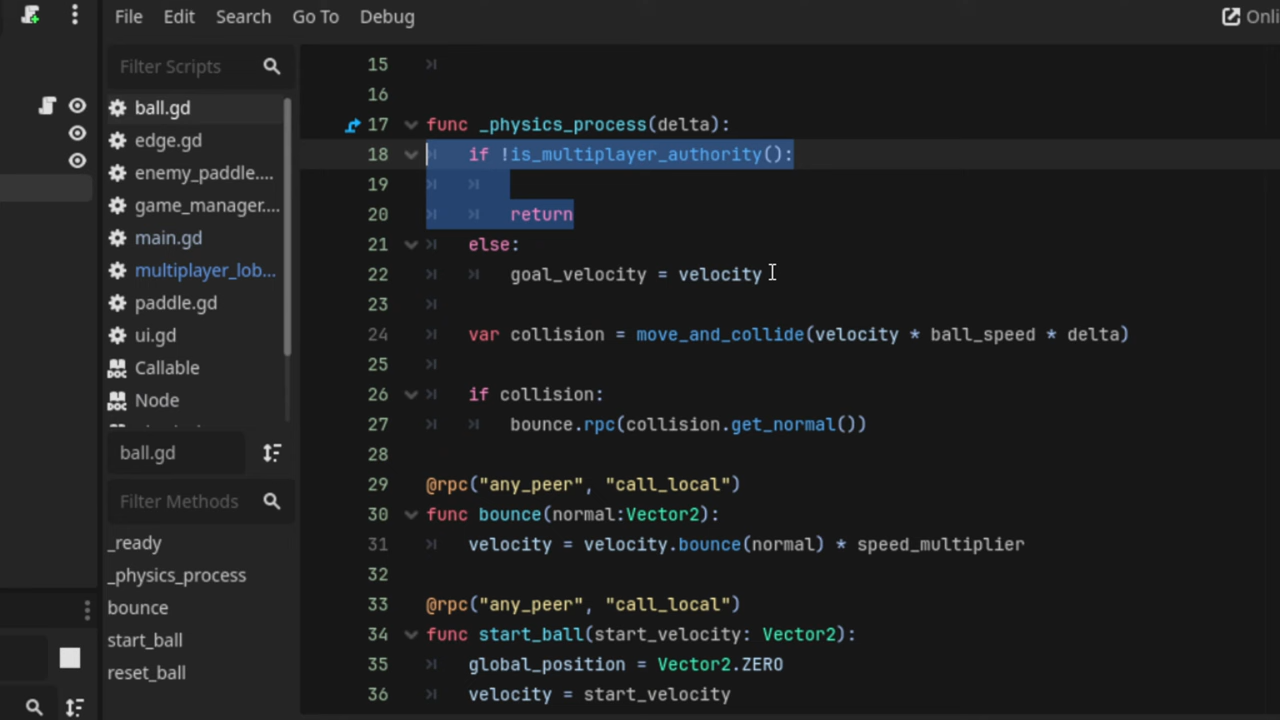 File Edit Search Go To Debug
Onli
Filter Scripts
ball.gd
edge.gd
enemy_paddle....
game_manager....
main.gd
multiplayer_lob...
paddle.gd
ui.gd
Callable
Node
ball.gd
Filter Methods
_ready
_physics_process
bounce
start_ball
reset_ball
15
16
17 func _physics_process(delta):
18 if !is_multiplayer_authority():
19
20 return
21 else:
22 goal_velocity = velocity
23
24 var collision = move_and_collide(velocity * ball_speed * delta)
25
26 if collision:
27 bounce.rpc(collision.get_normal())
28
29 @rpc("any_peer", "call_local")
30 func bounce(normal:Vector2):
31 velocity = velocity.bounce(normal) * speed_multiplier
32
33 @rpc("any_peer", "call_local")
34 func start_ball(start_velocity: Vector2):
35 global_position = Vector2.ZERO
36 velocity = start_velocity